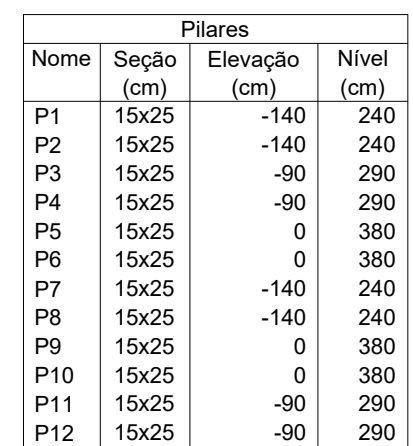 Pilares
Nome Seção Elevação Nível
(cm) (cm) (cm)
P1 15x25 -140 240
P2 15x25 -140 240
P3 15x25 -90 290
P4 15x25 -90 290
P5 15x25 0 380
P6 15x25 0 380
P7 15x25 -140 240
P8 15x25 -140 240
P9 15x25 0 380
P10 15x25 0 380
P11 15x25 -90 290
P12 15x25 -90 290